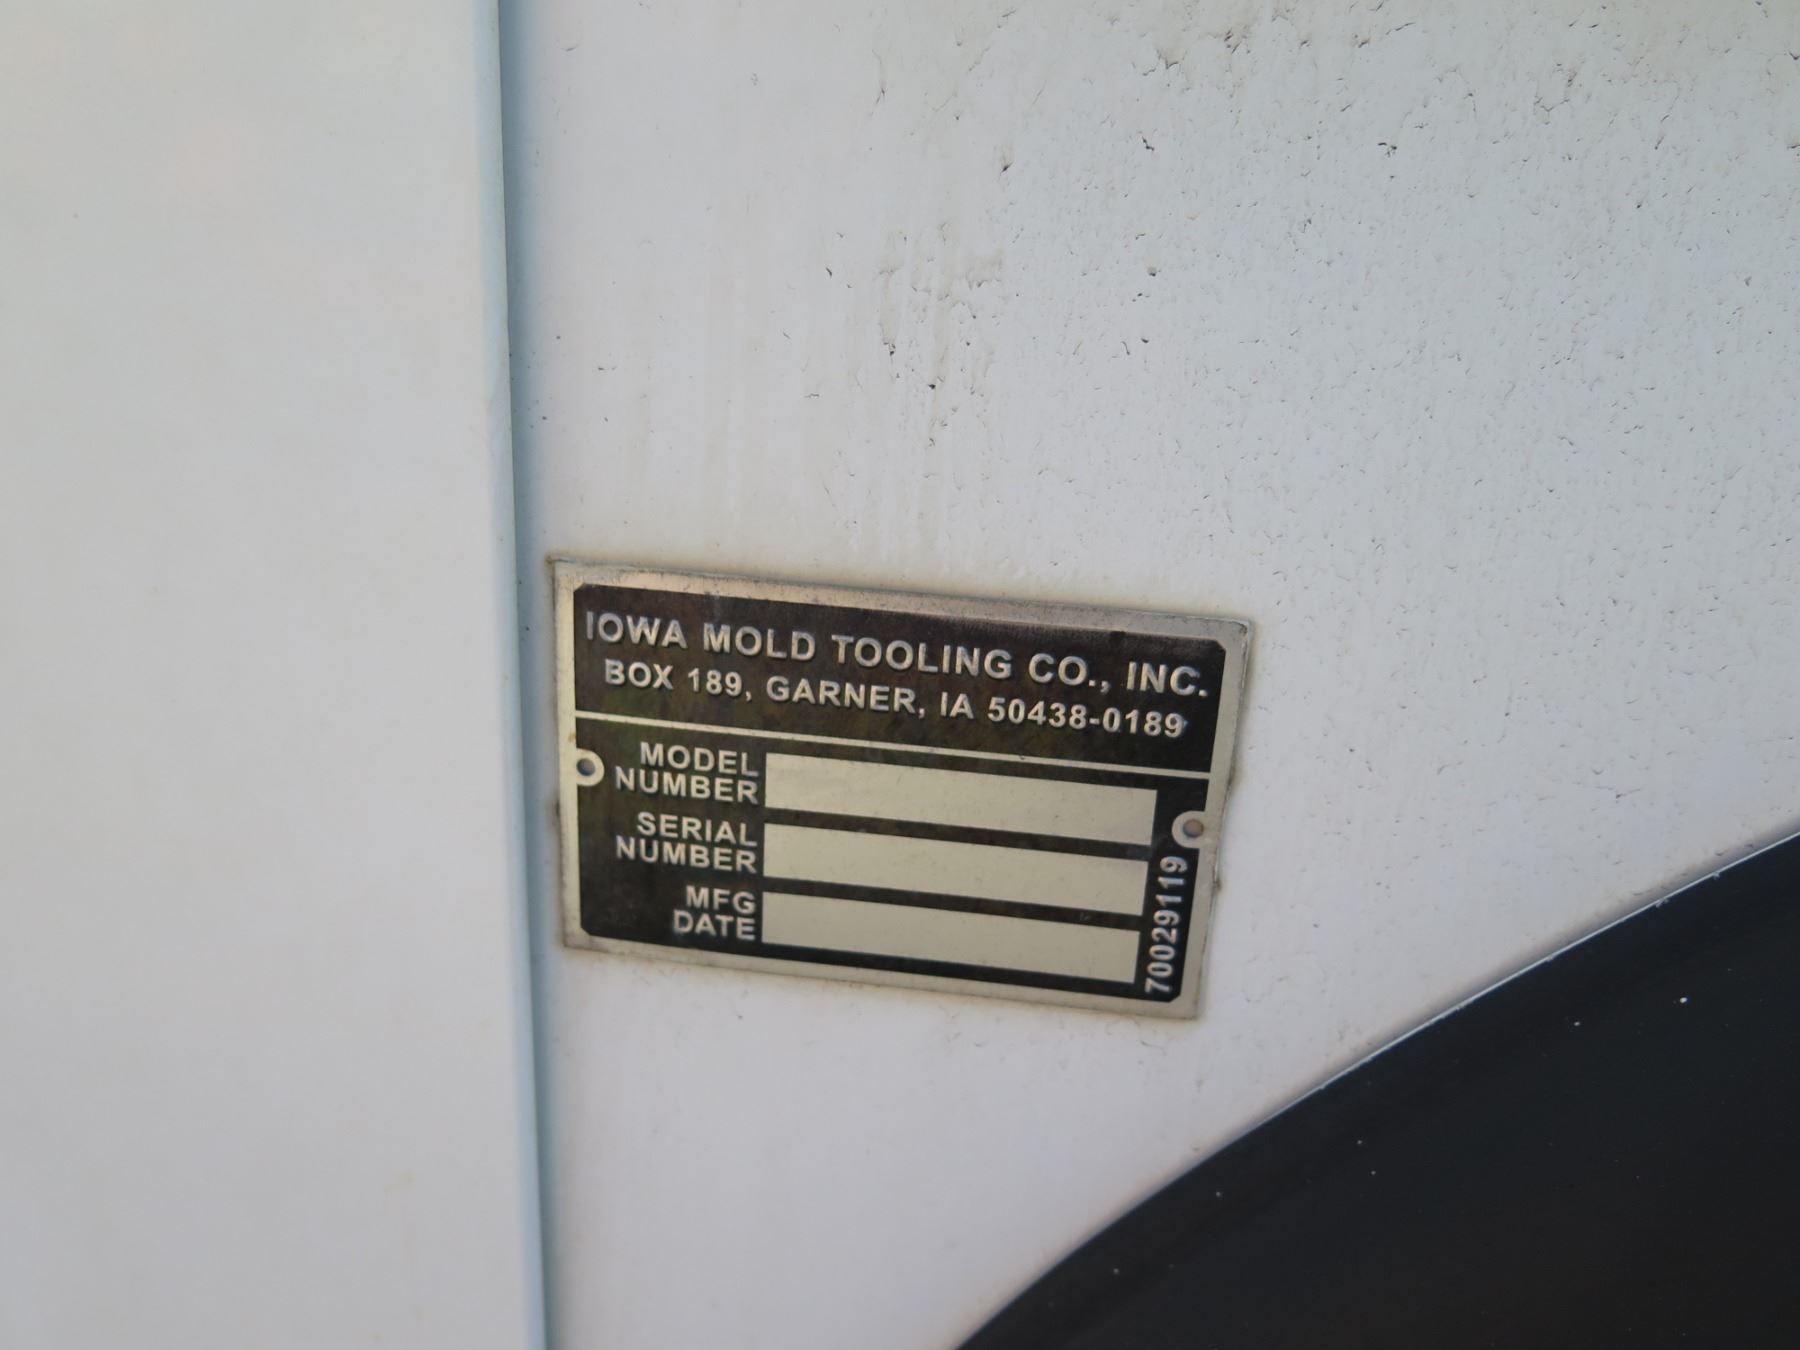 IOWA MOLD TOOLING CO., INC.
BOX 189, GARNER, IA 50438-0189
MODEL
NUMBER
SERIAL
NUMBER
MFG
DATE
70029119